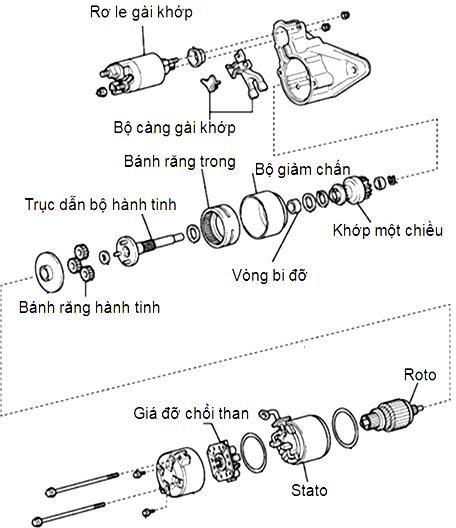 Rơ le gài khớp
Bộ càng gài khớp
Bánh răng trong
Bộ giảm chấn
Trục dẫn bộ hành tinh
Khớp một chiều
Vòng bi đỡ
Bánh răng hành tinh
Roto
Giá đỡ chổi than
Stato